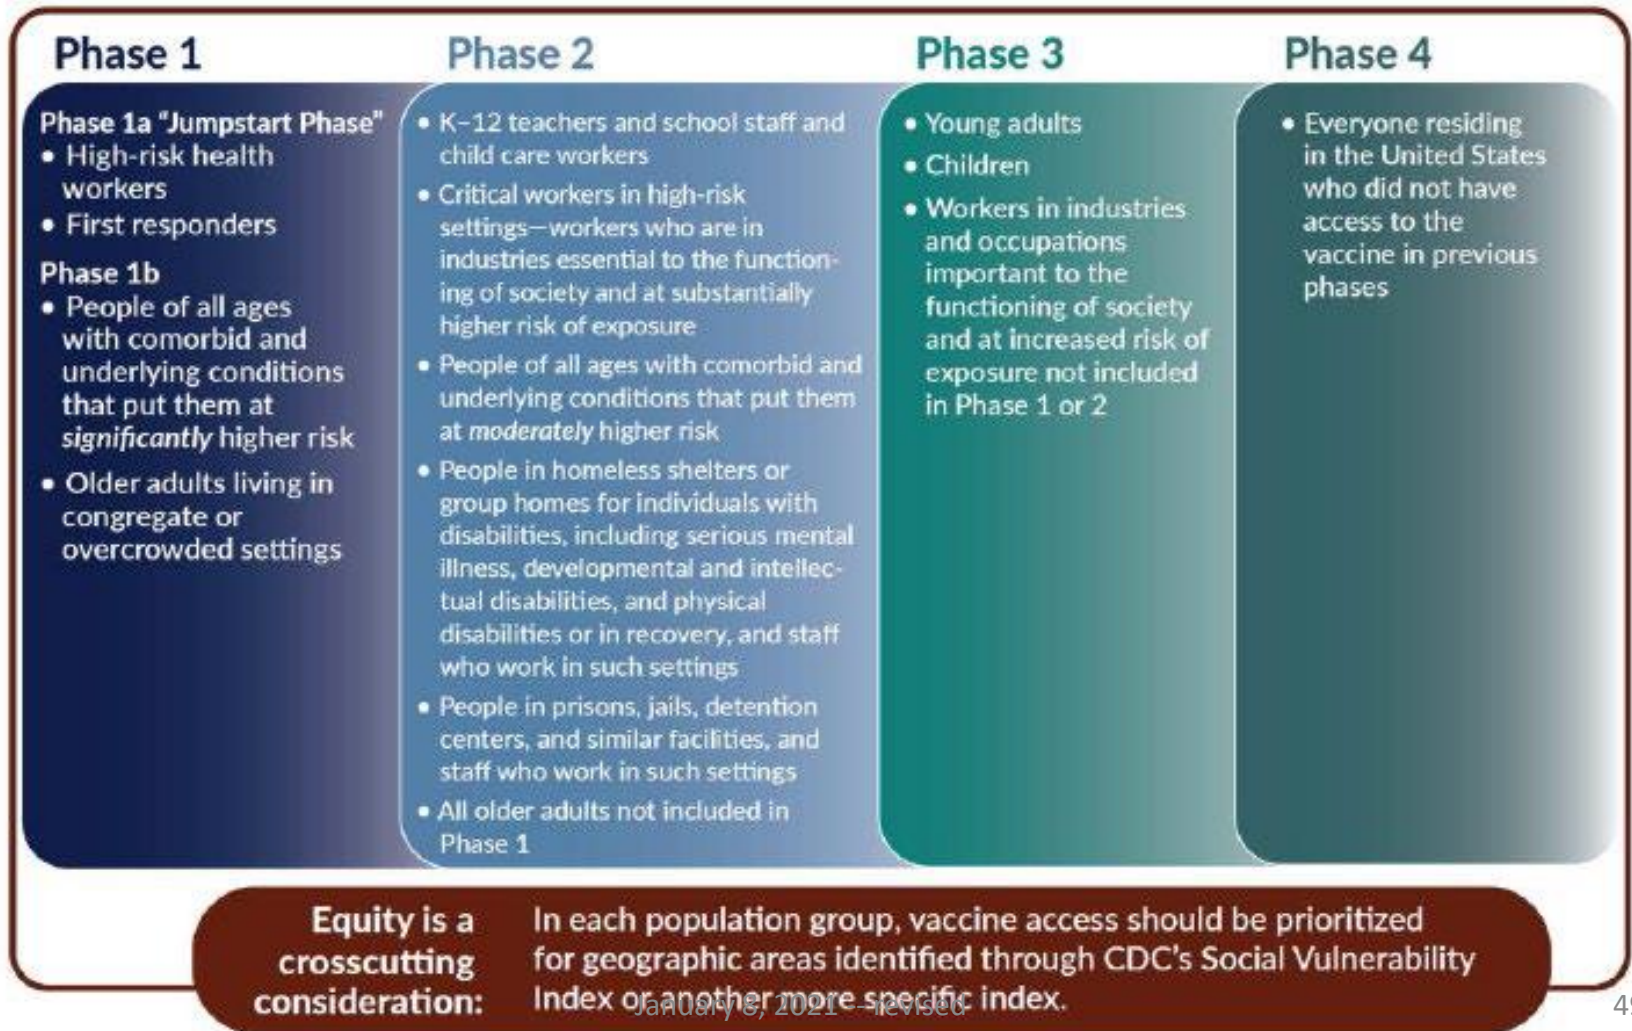 Phase 1
Phase 1a “Jumpstart Phase”
• High-risk health
workers
• First responders
Phase 1b
• People of all ages
with comorbid and
underlying conditions
that put them at
significantly higher risk
• Older adults living in
congregate or
overcrowded settings
Phase 2
• K–12 teachers and school staff and
child care workers
• Critical workers in high-risk
settings—workers who are in
industries essential to the function-
ing of society and at substantially
higher risk of exposure
• People of all ages with comorbid and
underlying conditions that put them
at moderately higher risk
• People in homeless shelters or
group homes for individuals with
disabilities, including serious mental
illness, developmental and intellec-
tual disabilities, and physical
disabilities or in recovery, and staff
who work in such settings
• People in prisons, jails, detention
centers, and similar facilities, and
staff who work in such settings
• All older adults not included in
Phase 1
Phase 3
• Young adults
• Children
• Workers in industries
and occupations
important to the
functioning of society
and at increased risk of
exposure not included
in Phase 1 or 2
Phase 4
• Everyone residing
in the United States
who did not have
access to the
vaccine in previous
phases
Equity is a
crosscutting
consideration:
In each population group, vaccine access should be prioritized
for geographic areas identified through CDC’s Social Vulnerability
Index or another more specific index.
January 8, 2021 - revised